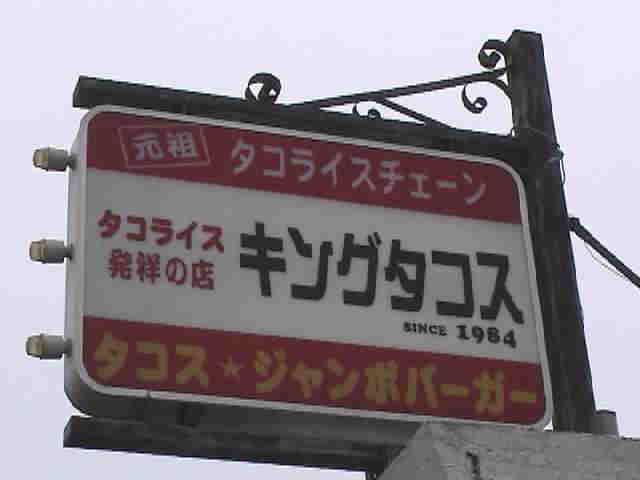 元祖 タコライスチェーン
タコライス
発祥の店
キングタコス
SINCE 1984
タコス★ジャンボバーガー